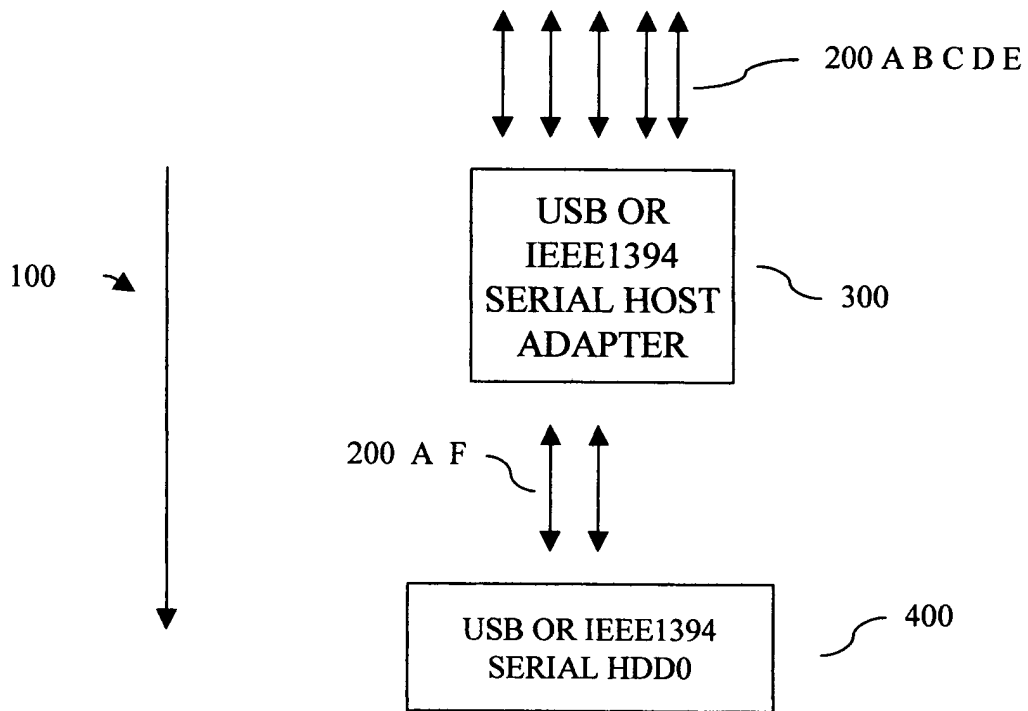 200 A B C D E
USB OR
IEEE1394
SERIAL HOST
ADAPTER
100
300
200 A F
USB OR IEEE1394
SERIAL HDD0
400